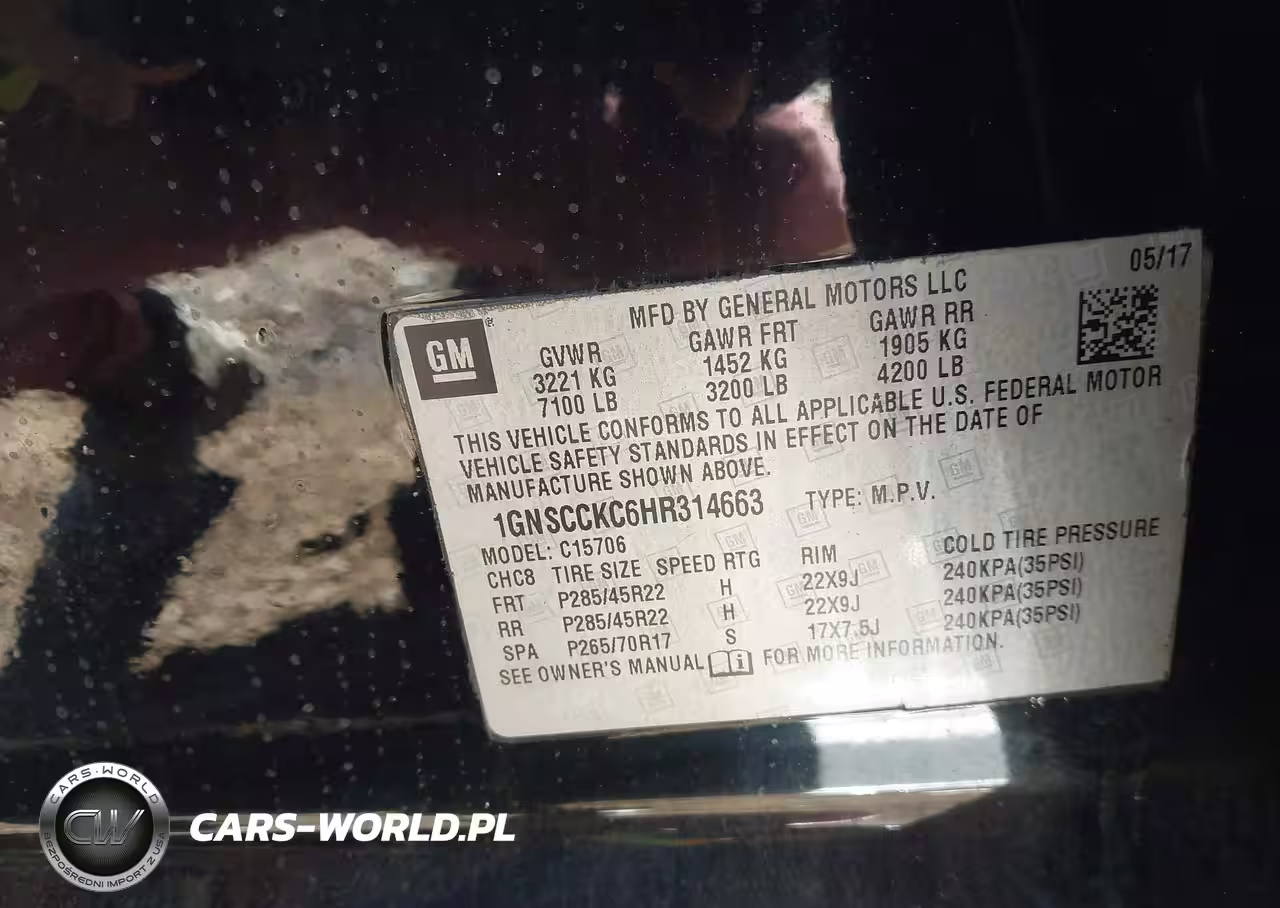 05/17
MFD BY GENERAL MOTORS LLC
GM
GVWR GAWR FRT GAWR RR
3221 KG 1452 KG 1905 KG
7100 LB 3200 LB 4200 LB
THIS VEHICLE CONFORMS TO ALL APPLICABLE U.S. FEDERAL MOTOR
VEHICLE SAFETY STANDARDS IN EFFECT ON THE DATE OF
MANUFACTURE SHOWN ABOVE.
1GNSCCKC6HR314663 TYPE: M.P.V.
MODEL: C15706
CHC8 TIRE SIZE SPEED RTG RIM COLD TIRE PRESSURE
FRT P285/45R22 H 22X9J 240KPA(35PSI)
RR P285/45R22 H 22X9J 240KPA(35PSI)
SPA P265/70R17 S 17X7.5J 240KPA(35PSI)
SEE OWNER'S MANUAL FOR MORE INFORMATION.
CARS-WORLD
CW
BEZPOŚREDNI IMPORT Z USA
CARS-WORLD.PL